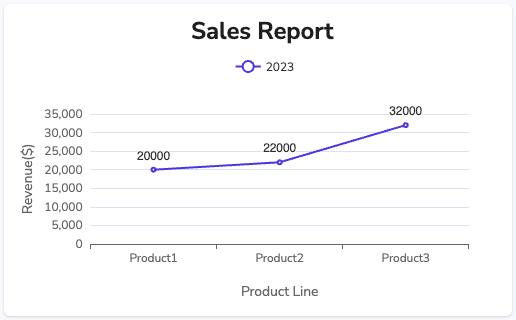 Sales Report
2023
Revenue($)
35,000
30,000
25,000
20,000
15,000
10,000
5,000
0
20000
22000
32000
Product1
Product2
Product3
Product Line